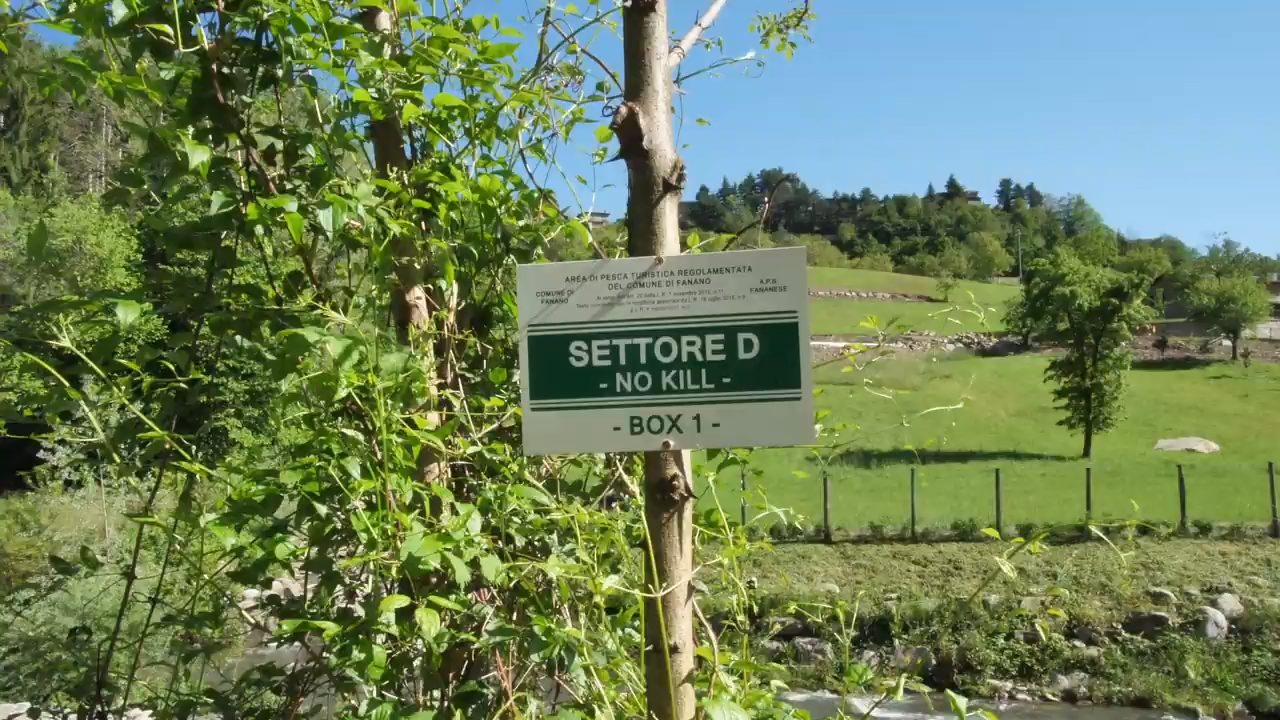 AREA DI PESCA TURISTICA REGOLAMENTATA
DEL COMUNE DI FANANO
COMUNE DI
FANANO
A.P.S
FANANESE
SETTORE D
- NO KILL -
- BOX 1 -